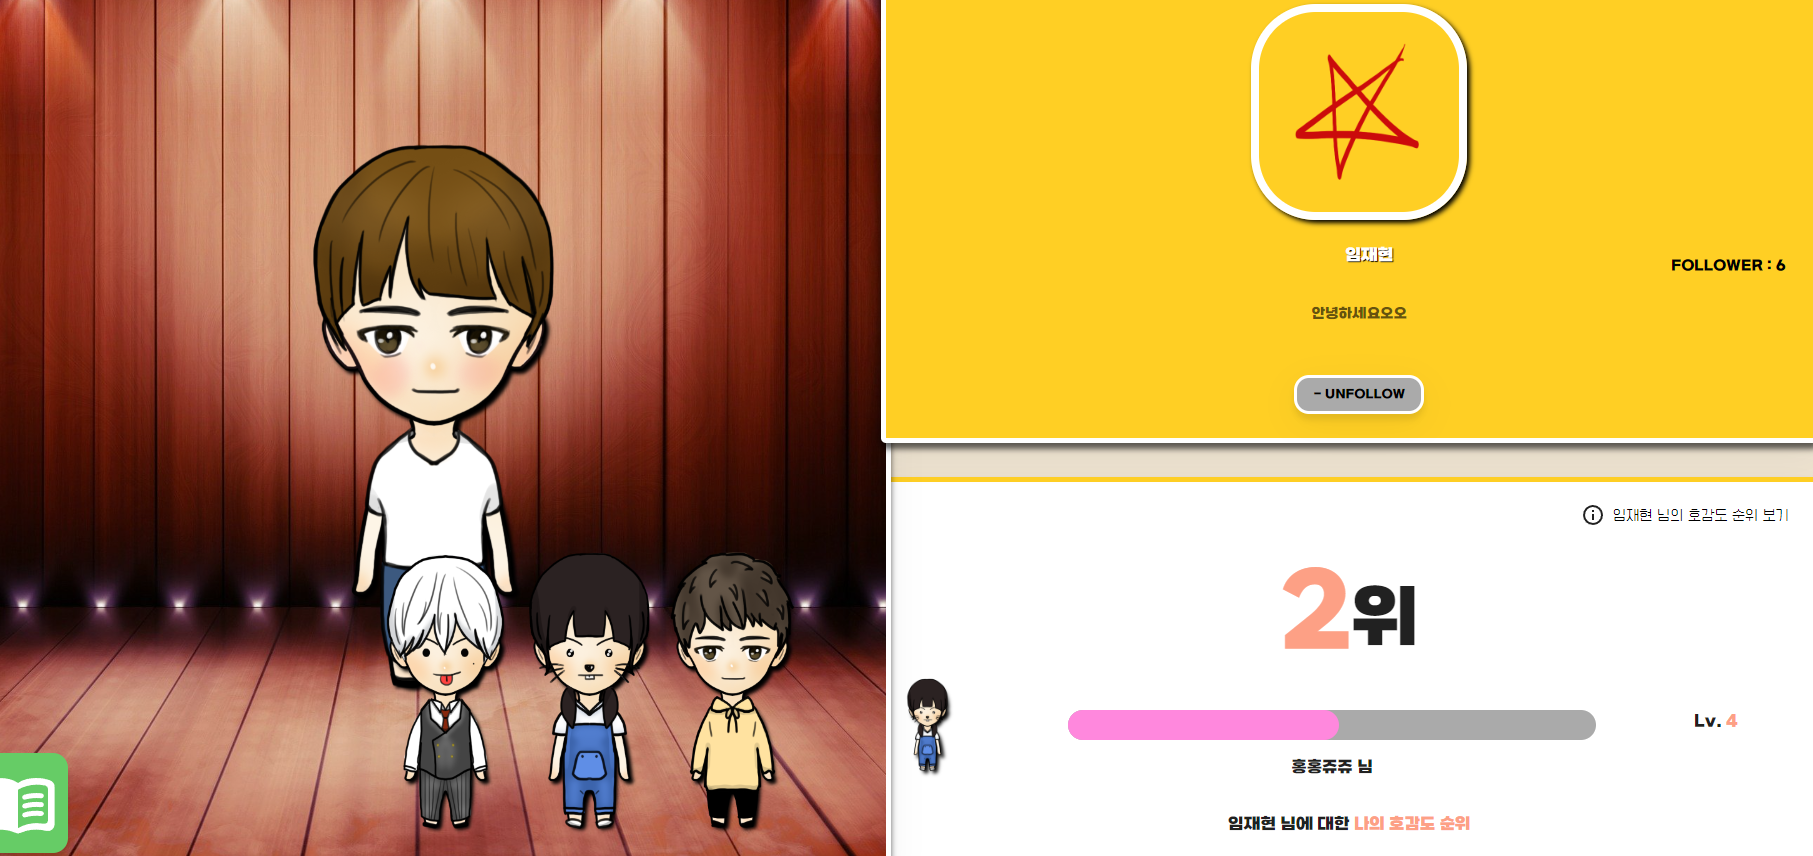 임재현
FOLLOWER : 6
안녕하세요오오
- UNFOLLOW
임재현 님의 호감도 순위 보기
2위
Lv. 4
홍홍쥬쥬 님
임재현 님에 대한 나의 호감도 순위